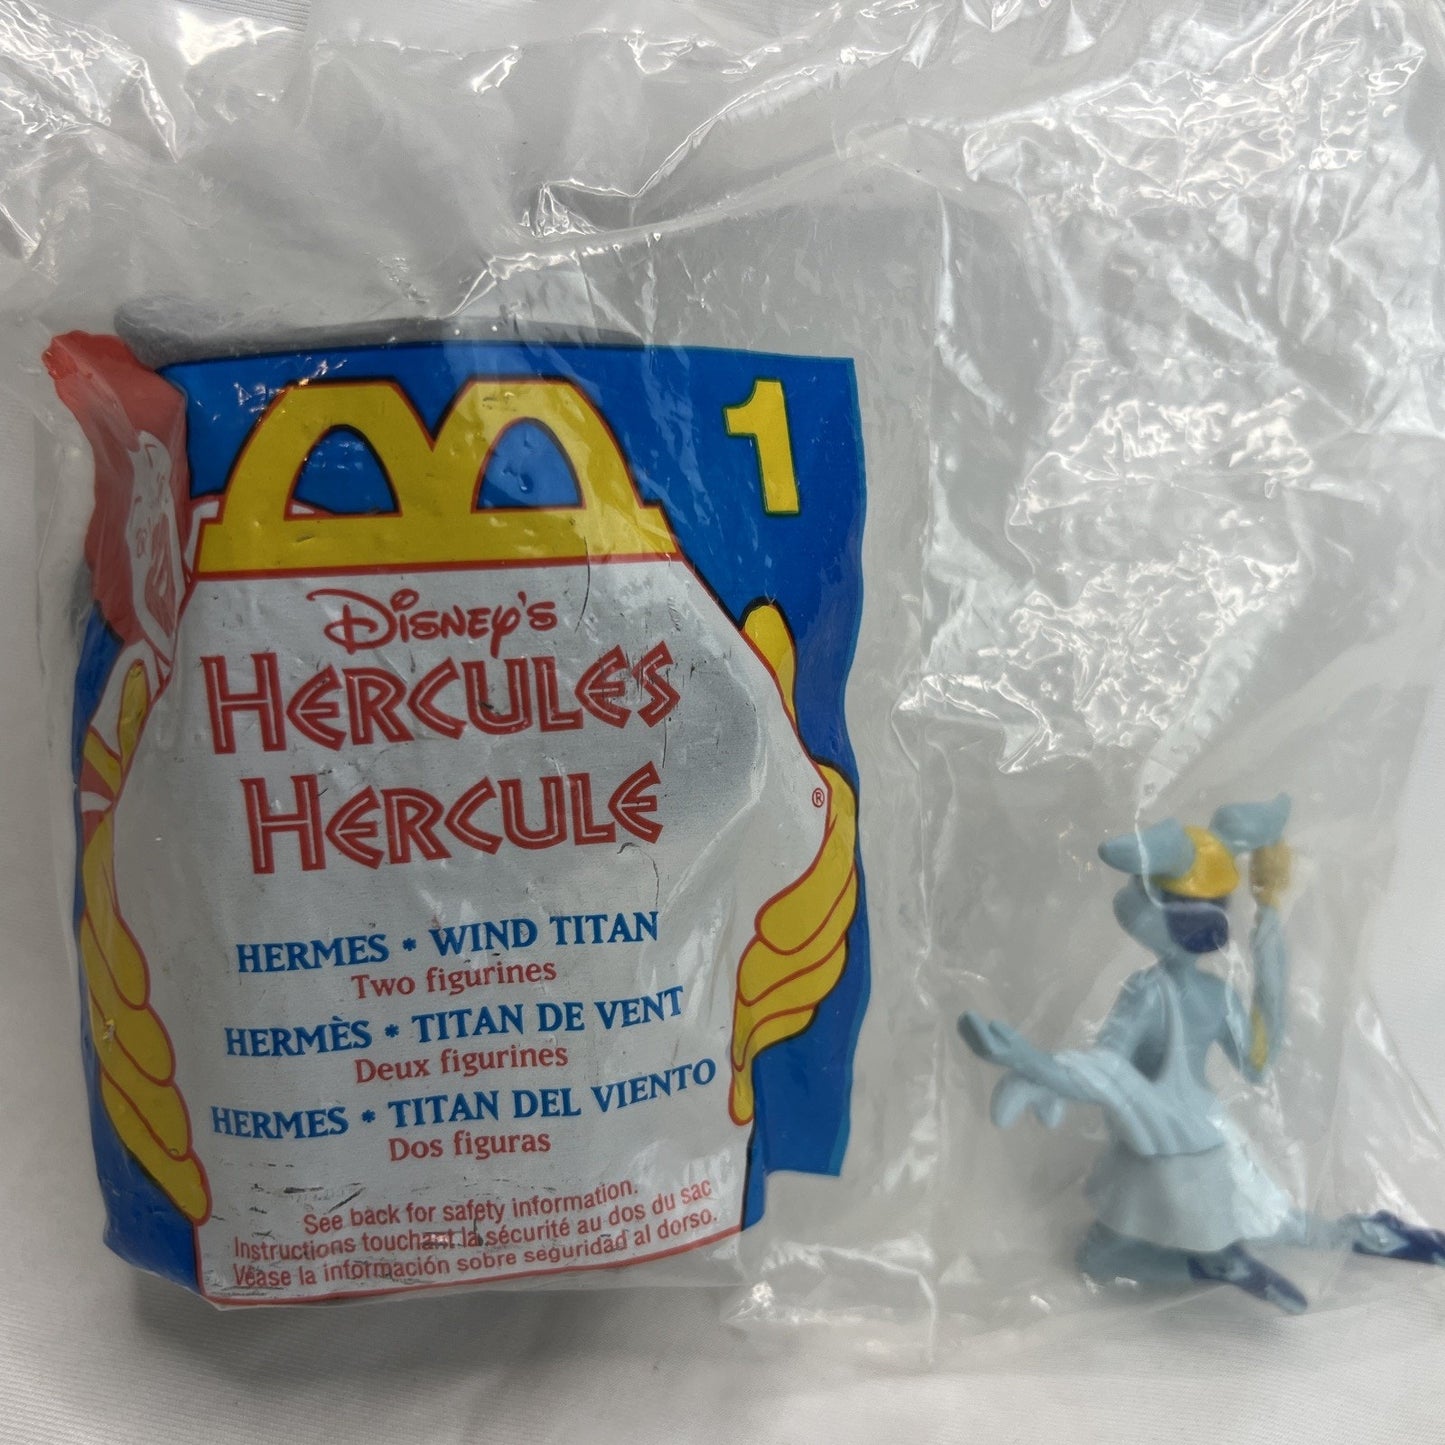 1
Disney's
HERCULES
HERCULE
®
HERMES * WIND TITAN
Two figurines
HERMÈS * TITAN DE VENT
Deux figurines
HERMES * TITAN DEL VIENTO
Dos figuras
See back for safety information.
Instructions touchant la sécurité au dos du sac
Véase la información sobre seguridad al dorso.